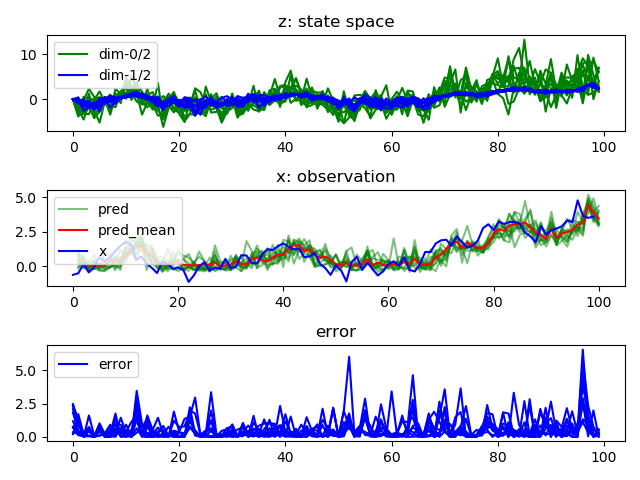 z: state space
10
0
dim-0/2
dim-1/2
0 20 40 60 80 100
x: observation
5.0
2.5
0.0
pred
pred_mean
x
0 20 40 60 80 100
error
5.0
2.5
0.0
error
0 20 40 60 80 100